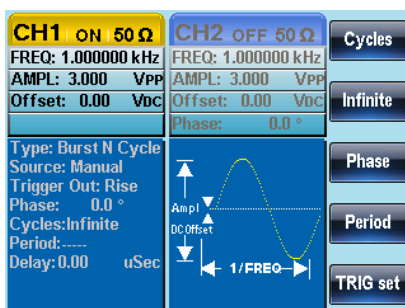 CH1 ON 50 Ω
FREQ: 1.000000 kHz
AMPL: 3.000 VPP
Offset: 0.00 VDC
CH2 OFF 50 Ω
FREQ: 1.000000 kHz
AMPL: 3.000 VPP
Offset: 0.00 VDC
Phase: 0.0 °
Type: Burst N Cycle
Source: Manual
Trigger Out: Rise
Phase: 0.0 °
Cycles:Infinite
Period:-----
Delay:0.00 uSec
Ampl
DC Offset
1/FREQ
Cycles
Infinite
Phase
Period
TRIG set